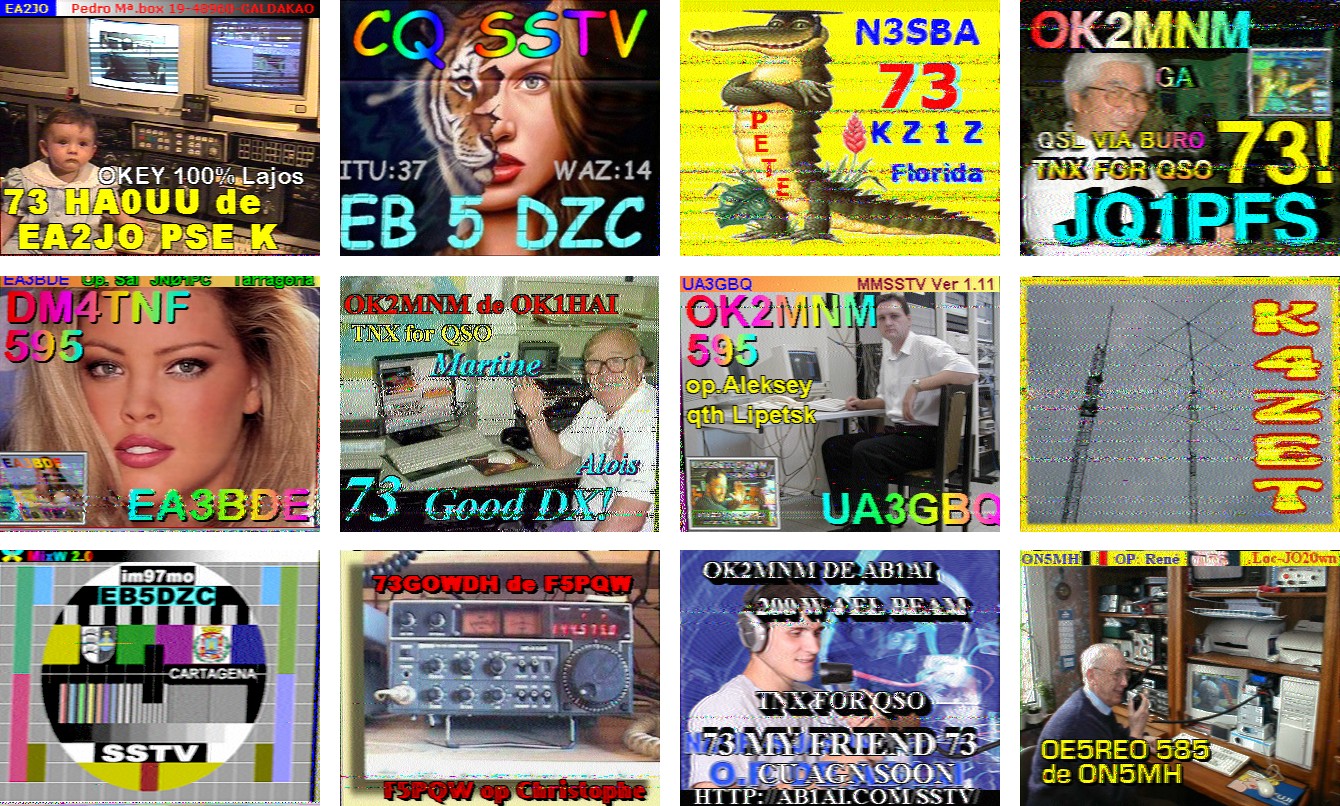 EA2JO Pedro Mª.box 19-48960-GALDAKAO
OKEY 100% Lajos
73 HA0UU de
EA2JO PSE K
CQ SSTV
ITU:37 WAZ:14
EB 5 DZC
N3SBA
73
PETE
KZ1Z
Florida
OK2MNM
GA
QSL VIA BURO
TNX FOR QSO
73!
JQ1PFS
EA3BDE Op. Sal JN01PC Tarragona
DM4TNF
595
EA3BDE
EA3BDE
OK2MNM de OK1HAI
TNX for QSO
Martine
Alois
73 Good DX!
UA3GBQ MMSSTV Ver 1.11
OK2MNM
595
op.Aleksey
qth Lipetsk
UA3GBQ
K4ZET
MixW 2.0
im97mo
EB5DZC
CARTAGENA
SSTV
73GOWDH de F5PQW
F5PQW op Christophe
OK2MNM DE AB1AI,
200 W VEL BEAM
TNX FOR QSO
73 MY FRIEND 73
CU AGN SOON
HTTP: AB1AI.COM/SSTV
ON5MH OP: René Loc-JO20wn
OE5REO 585
de ON5MH